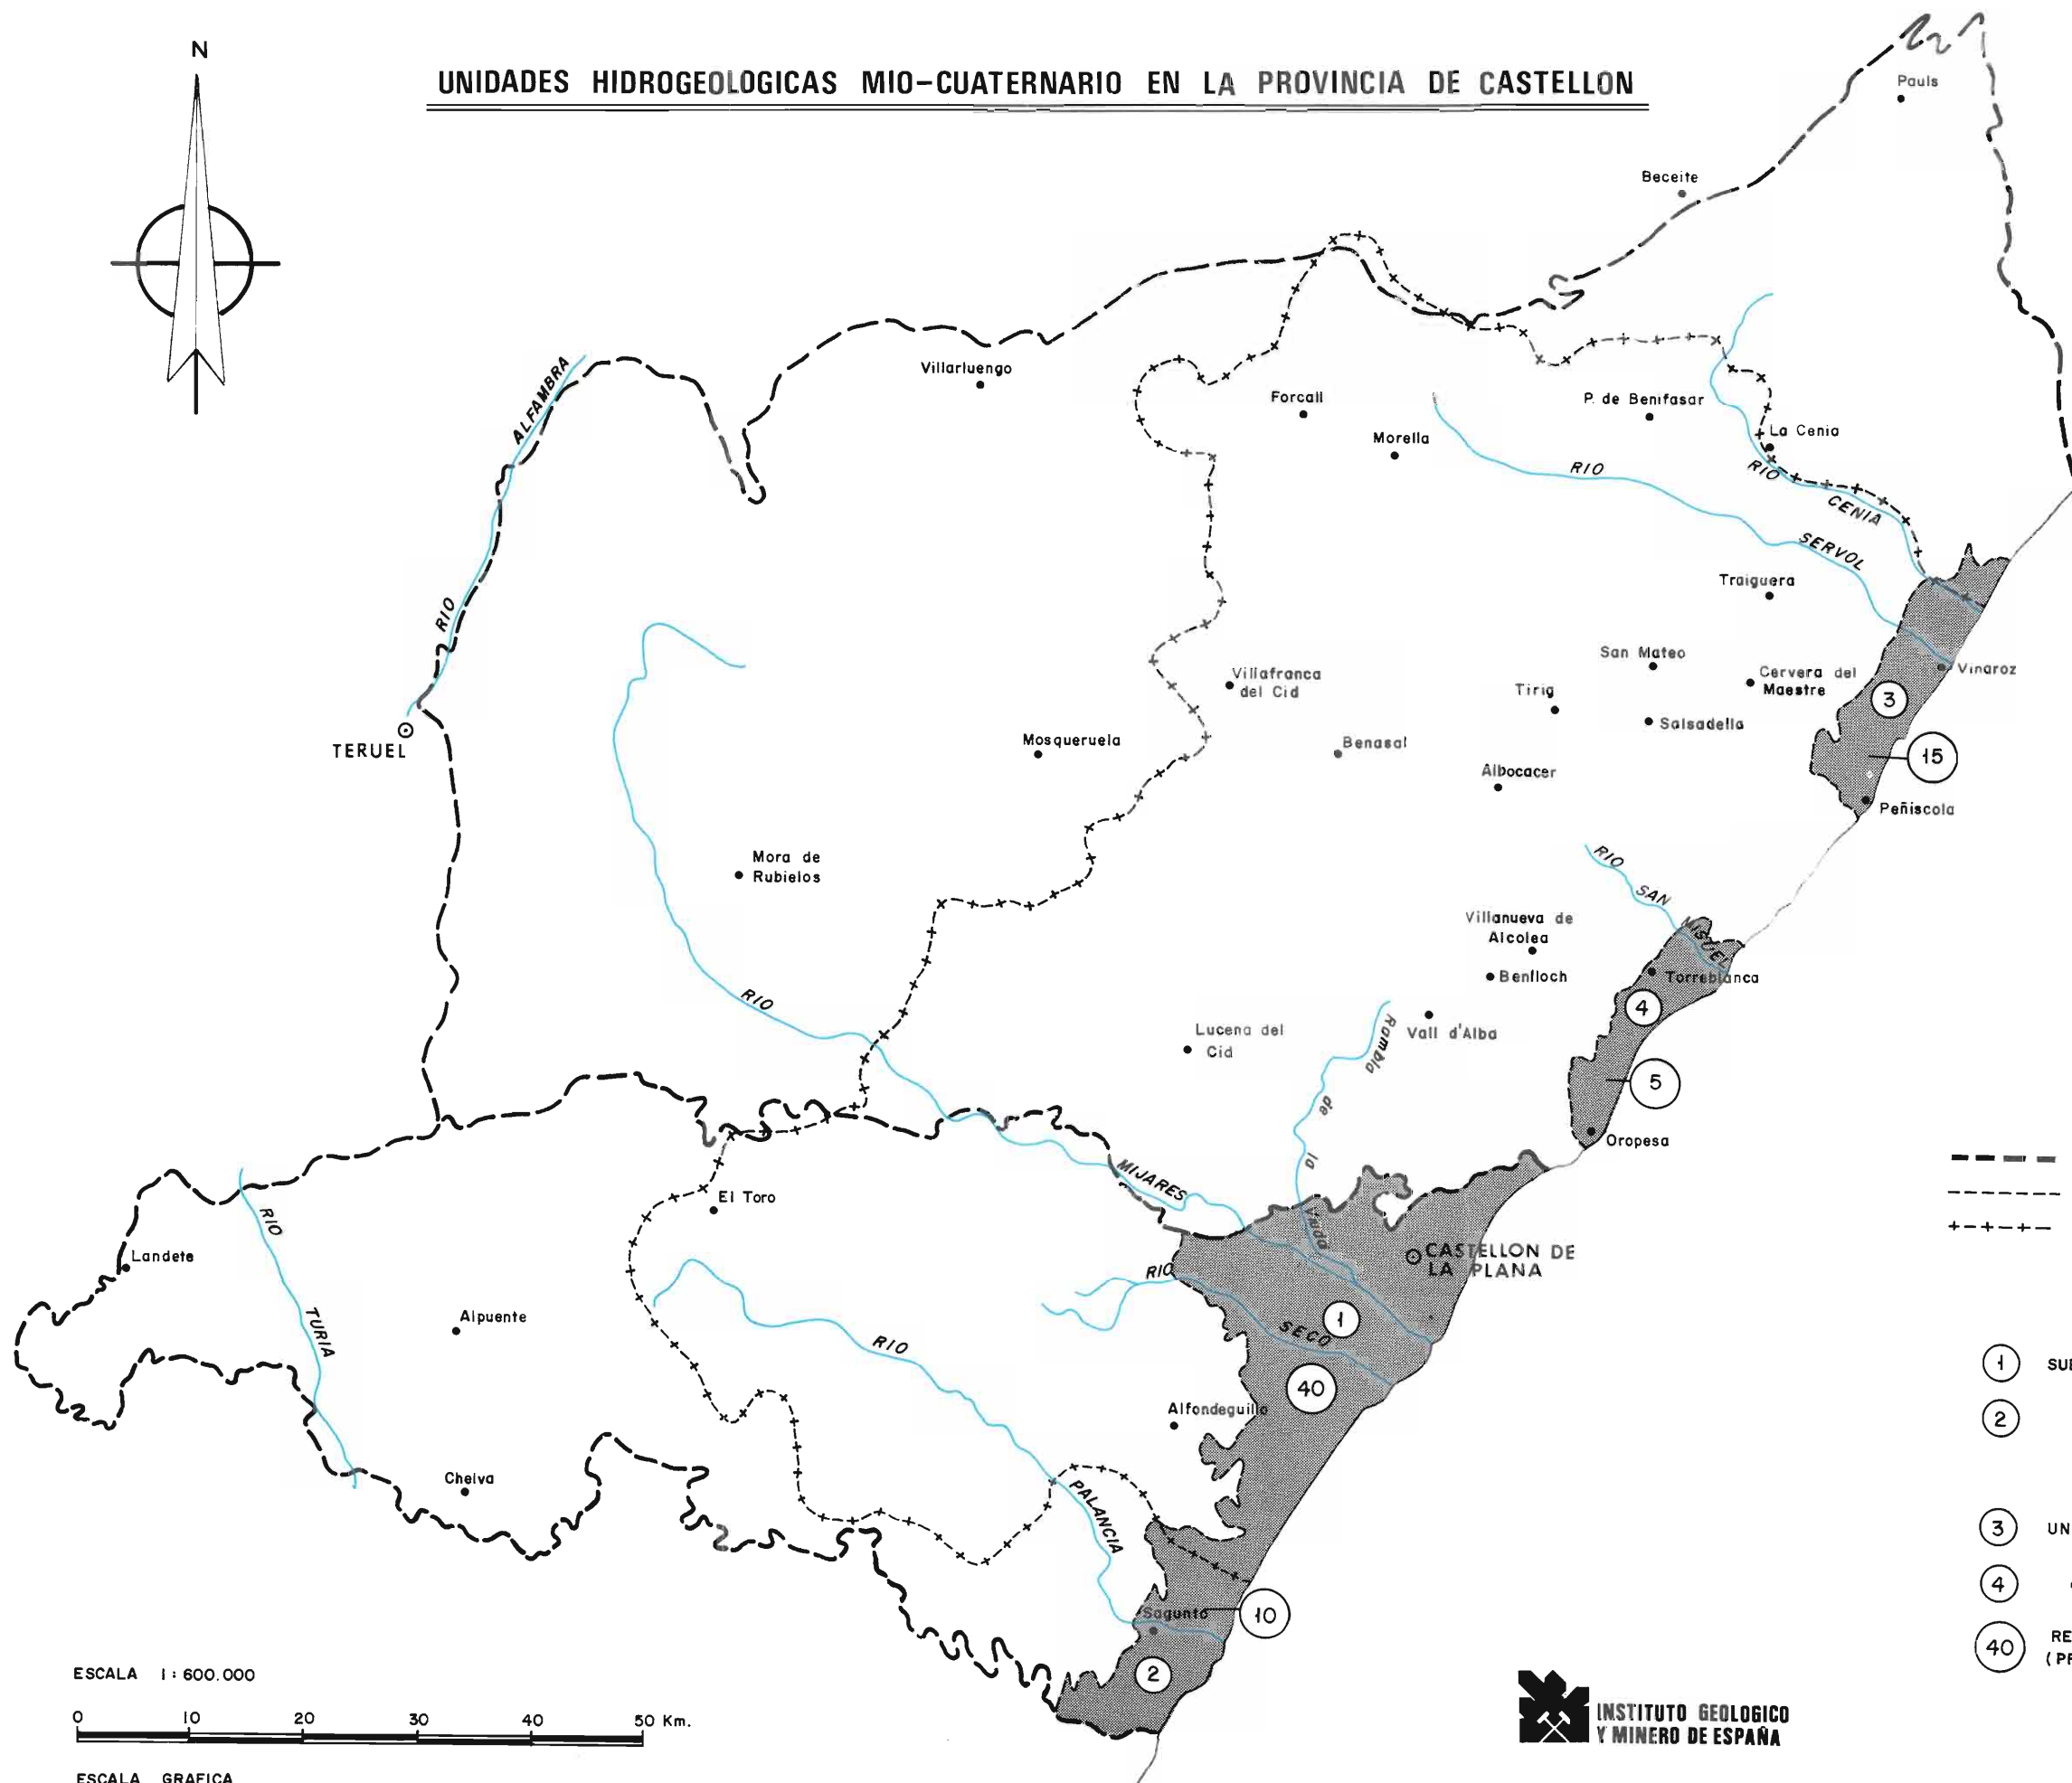 N
UNIDADES HIDROGEOLOGICAS MIO-CUATERNARIO EN LA PROVINCIA DE CASTELLON
Pauls
Beceite
ALFAMBRA
RIO
Villarluengo
Forcall
Morella
P. de Benifasar
La Cenia
RIO
CENIA
RIO
SERVOL
Traiguera
San Mateo
Cervera del
Maestre
Vinaroz
Villafranca
del Cid
Tirig
Salsadella
3
TERUEL
Mosqueruela
Benasal
15
Albocacer
Peñiscola
Mora de
Rubielos
RIO
SAN
MIGUEL
Villanueva de
Alcolea
Benlloch
Torreblanca
4
RIO
Lucena del
Cid
Rambla
de
la
Viuda
Vall d'Alba
5
Oropesa
MIJARES
El Toro
RIO
TURIA
Landete
CASTELLON DE
LA PLANA
RIO
SECO
1
Alpuente
RIO
PALANCIA
40
Alfondeguilla
1
SUB
2
Chelva
3
UN
4
Sagunto
10
40
RE
(PR
2
ESCALA 1:600.000
0 10 20 30 40 50 Km.
ESCALA GRAFICA
INSTITUTO GEOLOGICO
Y MINERO DE ESPAÑA